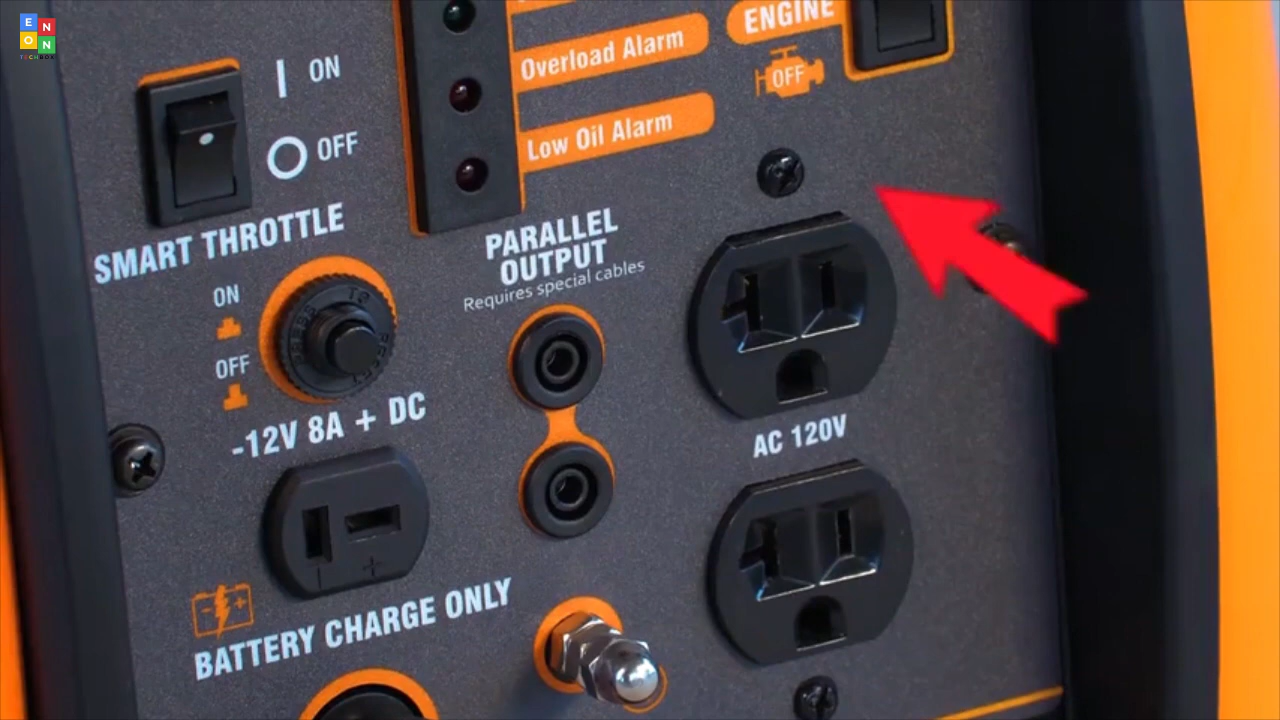 E N
O N
TECHBOX
ON
OFF
SMART THROTTLE
Overload Alarm
Low Oil Alarm
ENGINE
OFF
PARALLEL
OUTPUT
Requires special cables
ON
OFF
-12V 8A + DC
AC 120V
- +
BATTERY CHARGE ONLY